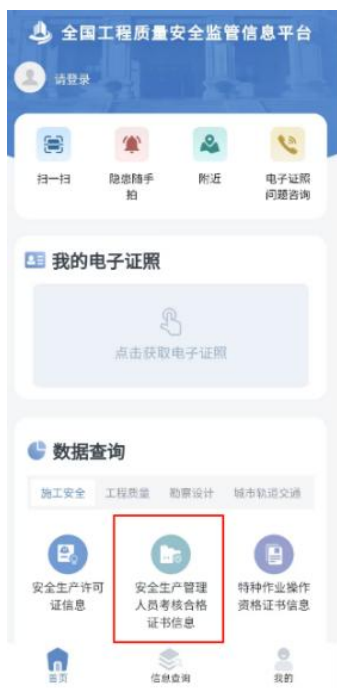 全国工程质量安全监管信息平台
请登录
扫一扫
隐患随手
拍
附近
电子证照
问题咨询
我的电子证照
点击获取电子证照
数据查询
施工安全 工程质量 勘察设计 城市轨道交通
安全生产许可
证信息
安全生产管理
人员考核合格
证书信息
特种作业操作
资格证书信息
首页 信息查询 我的